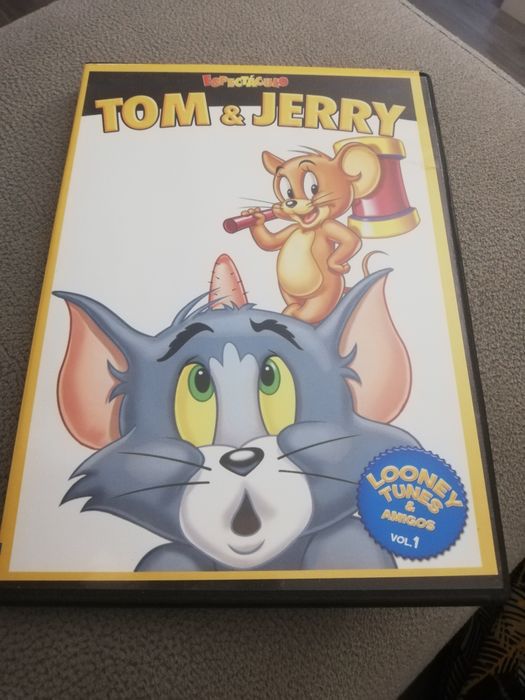 ESPECTÁCULO
TOM & JERRY
LOONEY
TUNES
&
AMIGOS
VOL.1